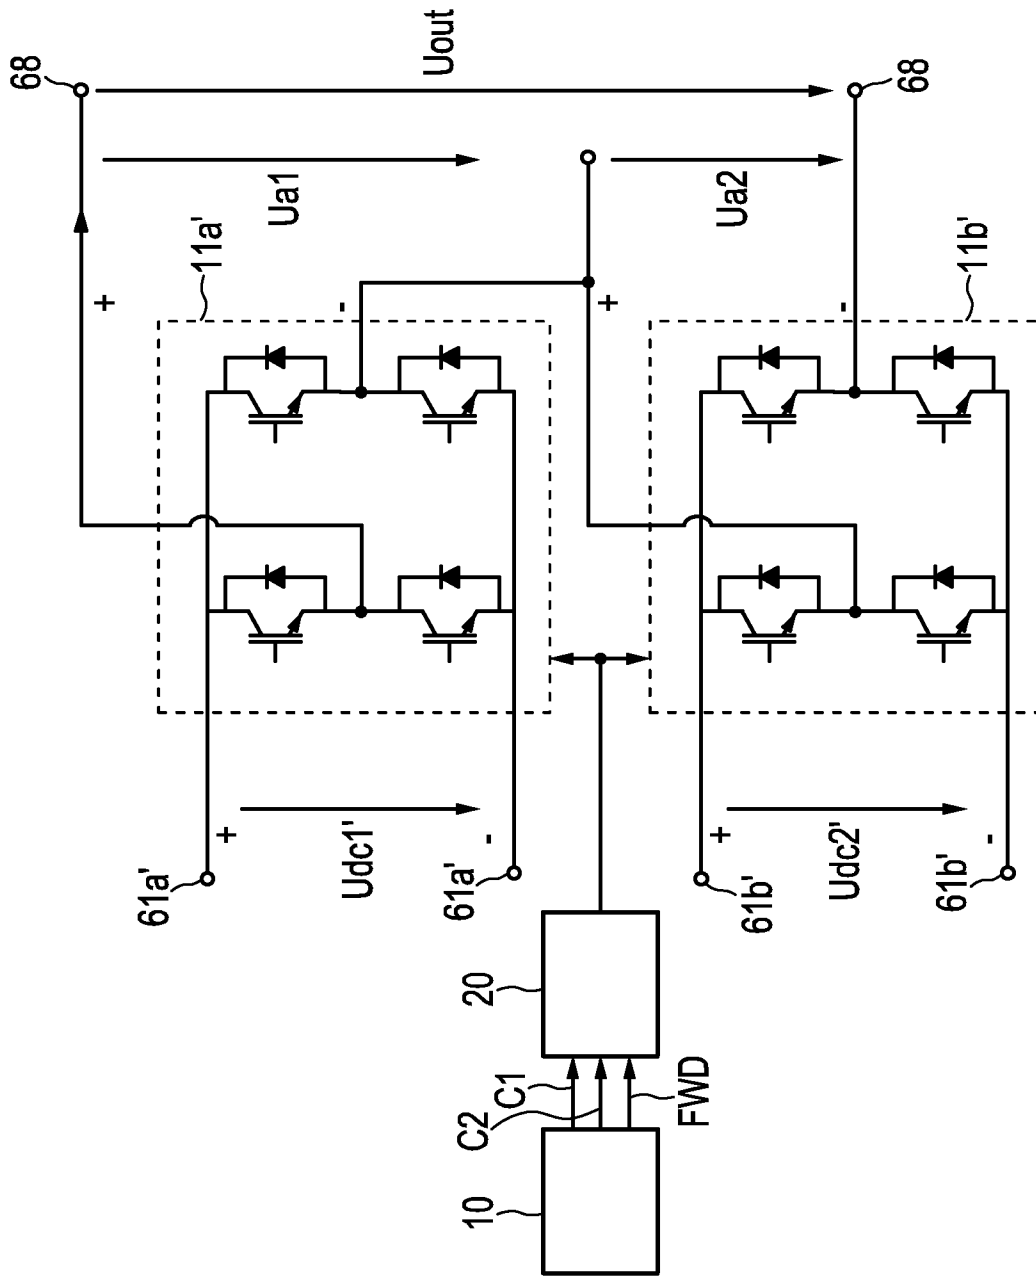 68
Uout
68
Ua1
Ua2
11a'
11b'
+
-
+
-
+
-
+
-
Udc1'
Udc2'
61a'
61a'
61b'
61b'
20
C1
C2
FWD
10